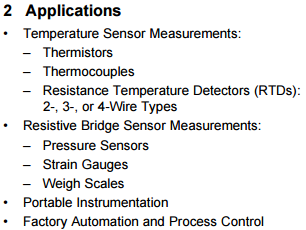 2 Applications
• Temperature Sensor Measurements:
– Thermistors
– Thermocouples
– Resistance Temperature Detectors (RTDs):
2-, 3-, or 4-Wire Types
• Resistive Bridge Sensor Measurements:
– Pressure Sensors
– Strain Gauges
– Weigh Scales
• Portable Instrumentation
• Factory Automation and Process Control